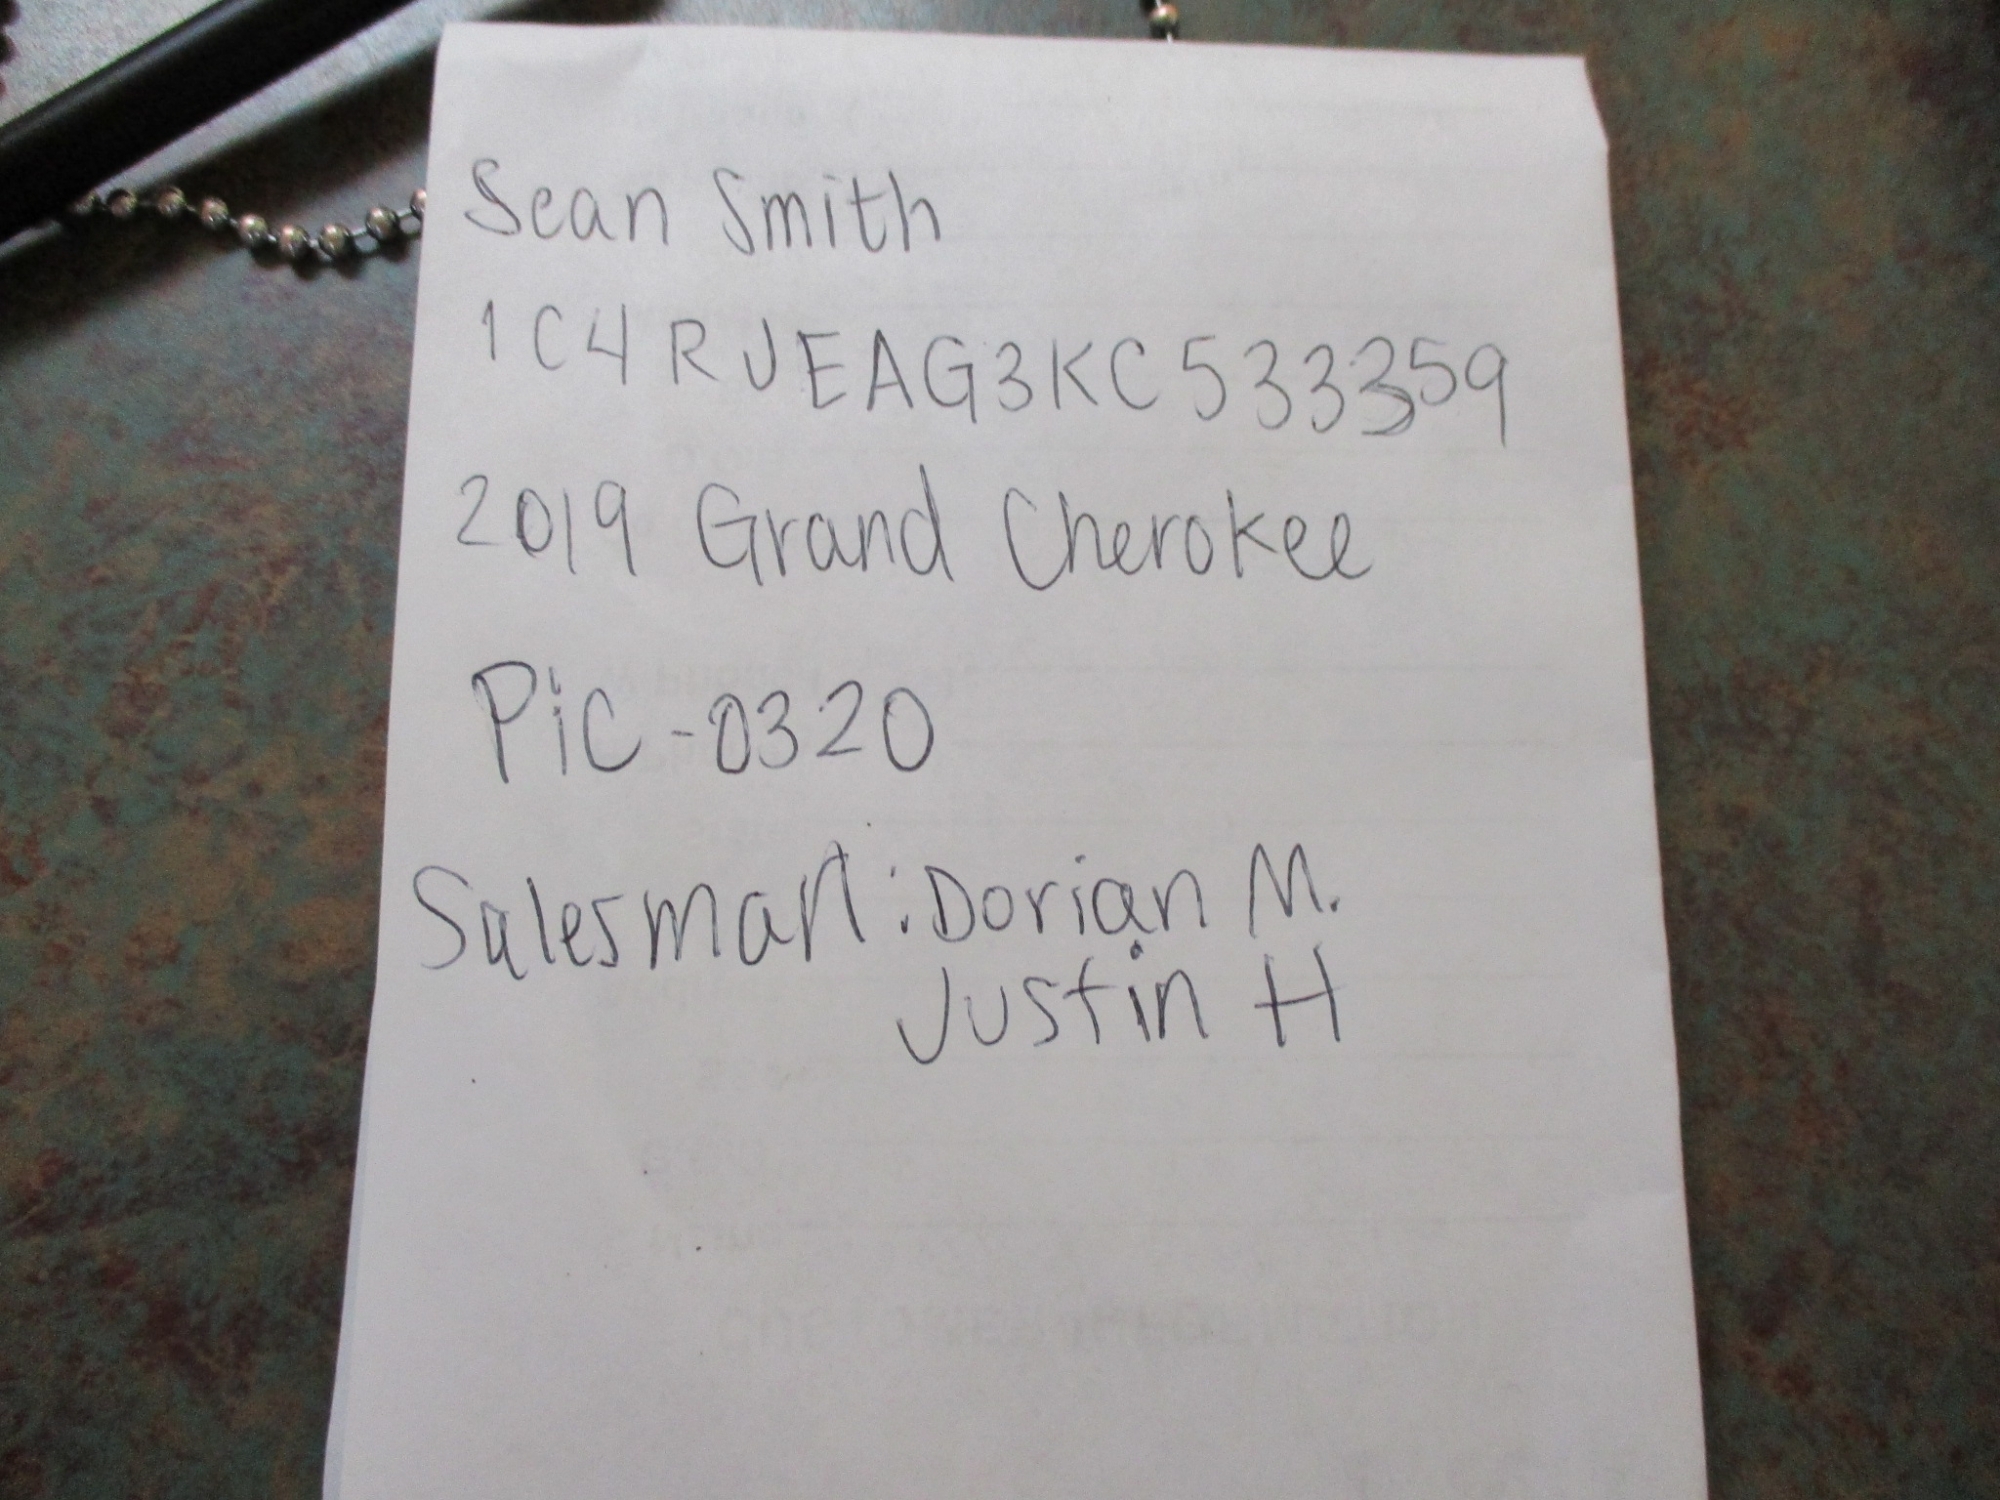 Sean Smith
1C4RJEAG3KC533359
2019 Grand Cherokee
PiC-0320
Salesman: Dorian M.
Justin H